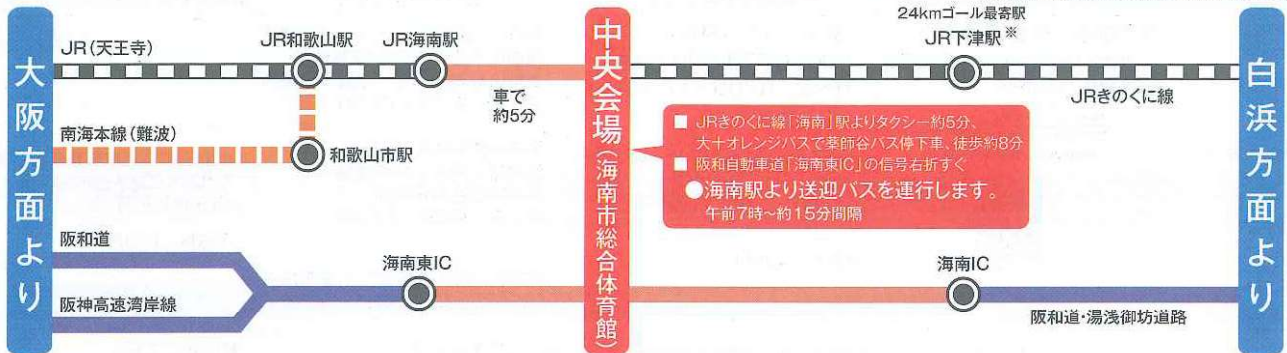 大阪方面より
JR（天王寺）
JR和歌山駅
JR海南駅
車で
約5分
南海本線（難波）
和歌山市駅
阪和道
阪神高速湾岸線
海南東IC
中央会場（海南市総合体育館）
24kmゴール最寄駅
JR下津駅※
JRきのくに線
■ JRきのくに線「海南」駅よりタクシー約5分、
大十オレンジバスで薬師谷バス停下車、徒歩約8分
■ 阪和自動車道「海南東IC」の信号右折すぐ
●海南駅より送迎バスを運行します。
午前7時～約15分間隔
海南IC
阪和道・湯浅御坊道路
白浜方面より